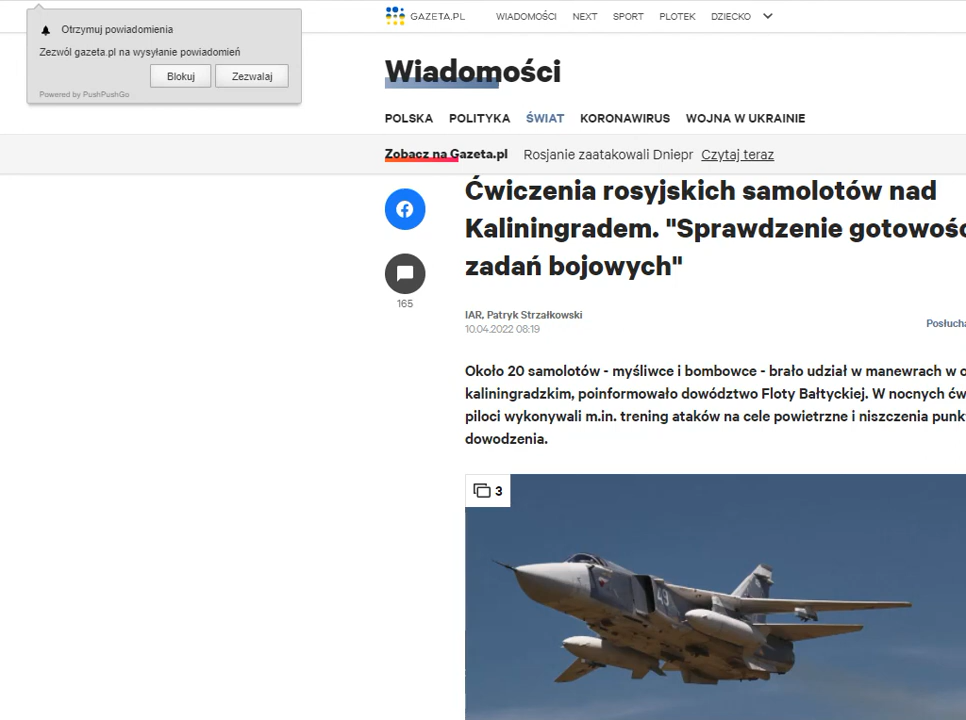 Otrzymuj powiadomienia
Zezwól gazeta.pl na wysyłanie powiadomień
Blokuj Zezwalaj
Powered by PushPushGo
GAZETA.PL WIADOMOŚCI NEXT SPORT PLOTEK DZIECKO
Wiadomości
POLSKA POLITYKA ŚWIAT KORONAWIRUS WOJNA W UKRAINIE
Zobacz na Gazeta.pl Rosjanie zaatakowali Dniepr Czytaj teraz
Ćwiczenia rosyjskich samolotów nad
Kaliningradem. "Sprawdzenie
zadań bojowych"
165
IAR, Patryk Strzałkowski
10.04.2022 08:19
Około 20 samolotów - myśliwce i bombowce - brało udział w manewrach w
kaliningradzkim, poinformowało dowództwo Floty Bałtyckiej. W nocnych
piloci wykonywali m.in. trening ataków na cele powietrzne i niszczenia
dowodzenia.
3
43